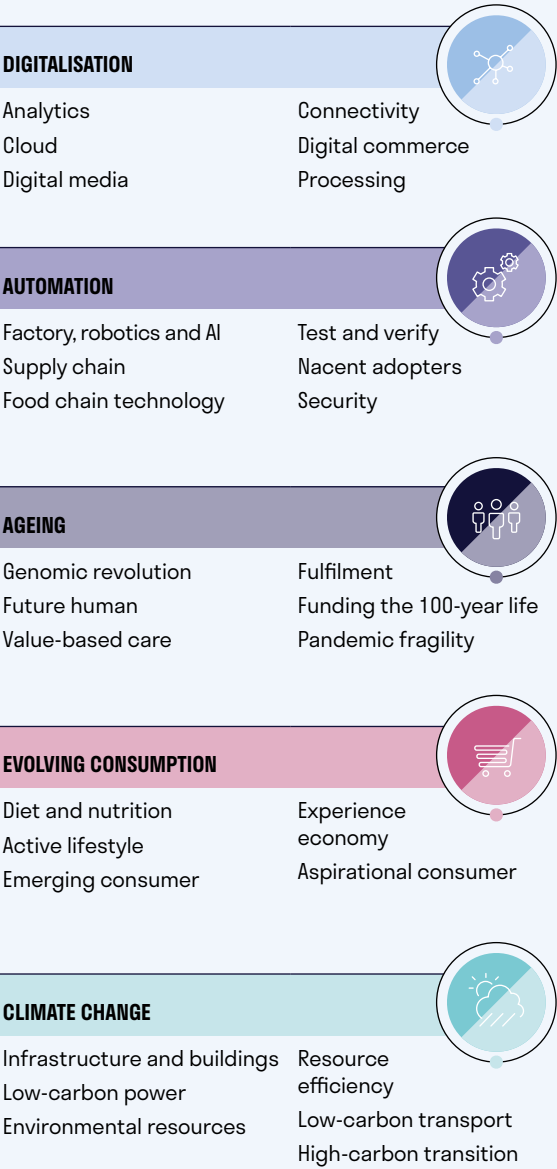 DIGITALISATION
Analytics
Cloud
Digital media
Connectivity
Digital commerce
Processing
AUTOMATION
Factory, robotics and AI
Supply chain
Food chain technology
Test and verify
Nacent adopters
Security
AGEING
Genomic revolution
Future human
Value-based care
Fulfilment
Funding the 100-year life
Pandemic fragility
EVOLVING CONSUMPTION
Diet and nutrition
Active lifestyle
Emerging consumer
Experience
economy
Aspirational consumer
CLIMATE CHANGE
Infrastructure and buildings
Low-carbon power
Environmental resources
Resource
efficiency
Low-carbon transport
High-carbon transition